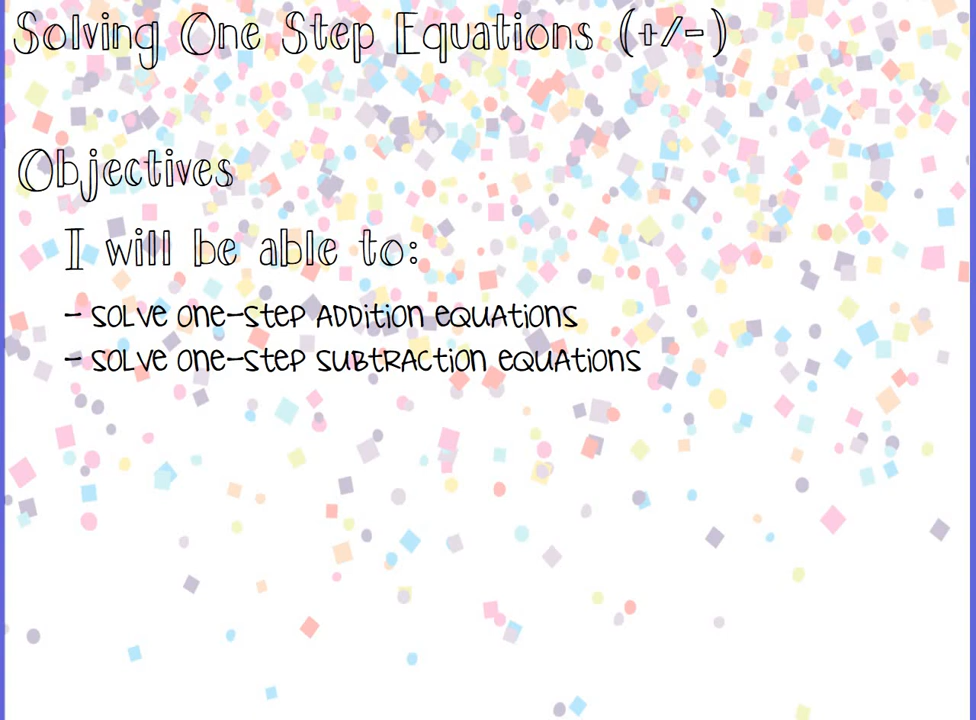 Solving One Step Equations (+/-)
Objectives
I will be able to:
- solve one-step addition equations
- solve one-step subtraction equations